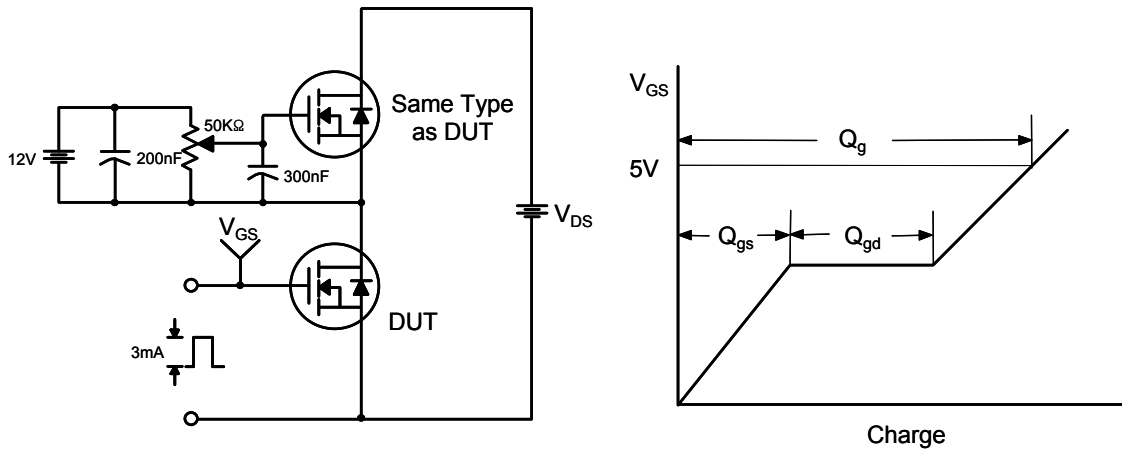 12V
200nF
50KΩ
300nF
Same Type
as DUT
V_DS
V_GS
DUT
3mA
V_GS
Q_g
5V
Q_gs
Q_gd
Charge